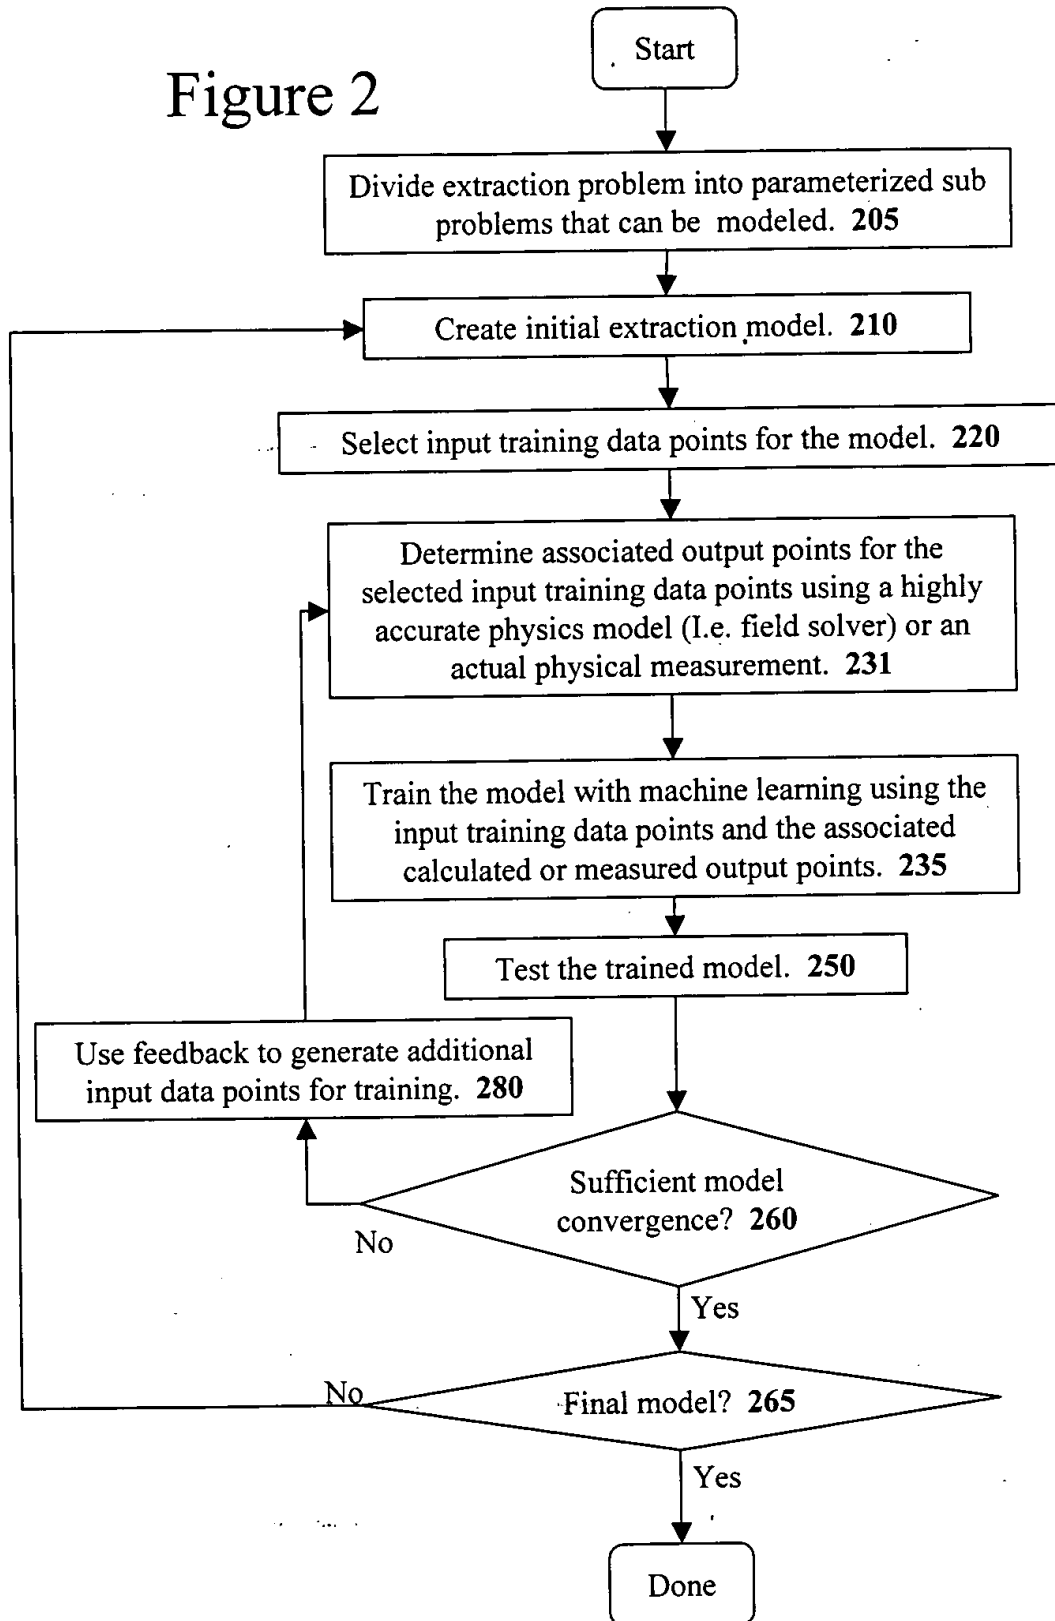 Start
Figure 2
Divide extraction problem into parameterized sub
problems that can be modeled. 205
Create initial extraction model. 210
Select input training data points for the model. 220
Determine associated output points for the
selected input training data points using a highly
accurate physics model (I.e. field solver) or an
actual physical measurement. 231
Train the model with machine learning using the
input training data points and the associated
calculated or measured output points. 235
Test the trained model. 250
Use feedback to generate additional
input data points for training. 280
Sufficient model
convergence? 260
No
Yes
No
Final model? 265
Yes
Done